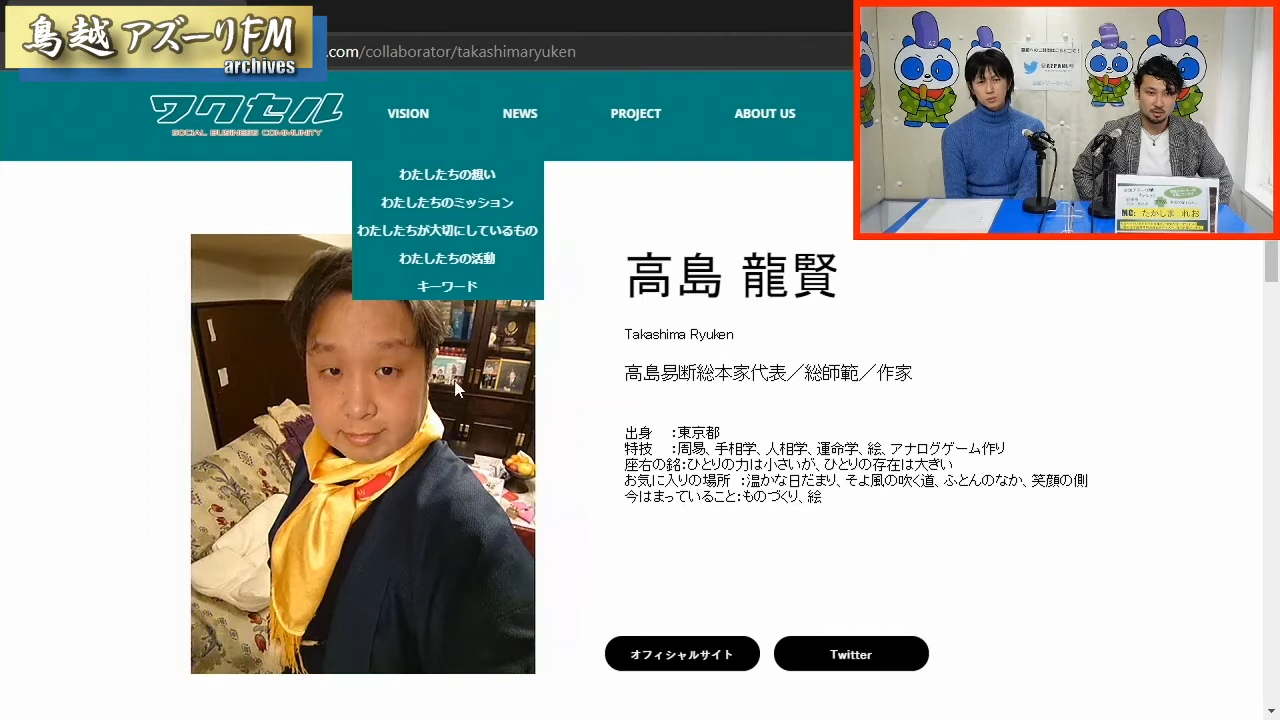 鳥越 アズーリFM
archives
.com/collaborator/takashimaryuken
ワクセル
SOCIAL BUSINESS COMMUNITY
VISION
NEWS
PROJECT
ABOUT US
わたしたちの想い
わたしたちのミッション
わたしたちが大切にしているもの
わたしたちの活動
キーワード
MC: たかしま れお
高島 龍賢
Takashima Ryuken
高島易断総本家代表／総師範／作家
出身 :東京都
特技 :周易、手相学、人相学、運命学、絵、アナログゲーム作り
座右の銘:ひとりの力は小さいが、ひとりの存在は大きい
お気に入りの場所 :温かな日だまり、そよ風の吹く道、ふとんのなか、笑顔の側
今はまっていること:ものづくり、絵
オフィシャルサイト
Twitter